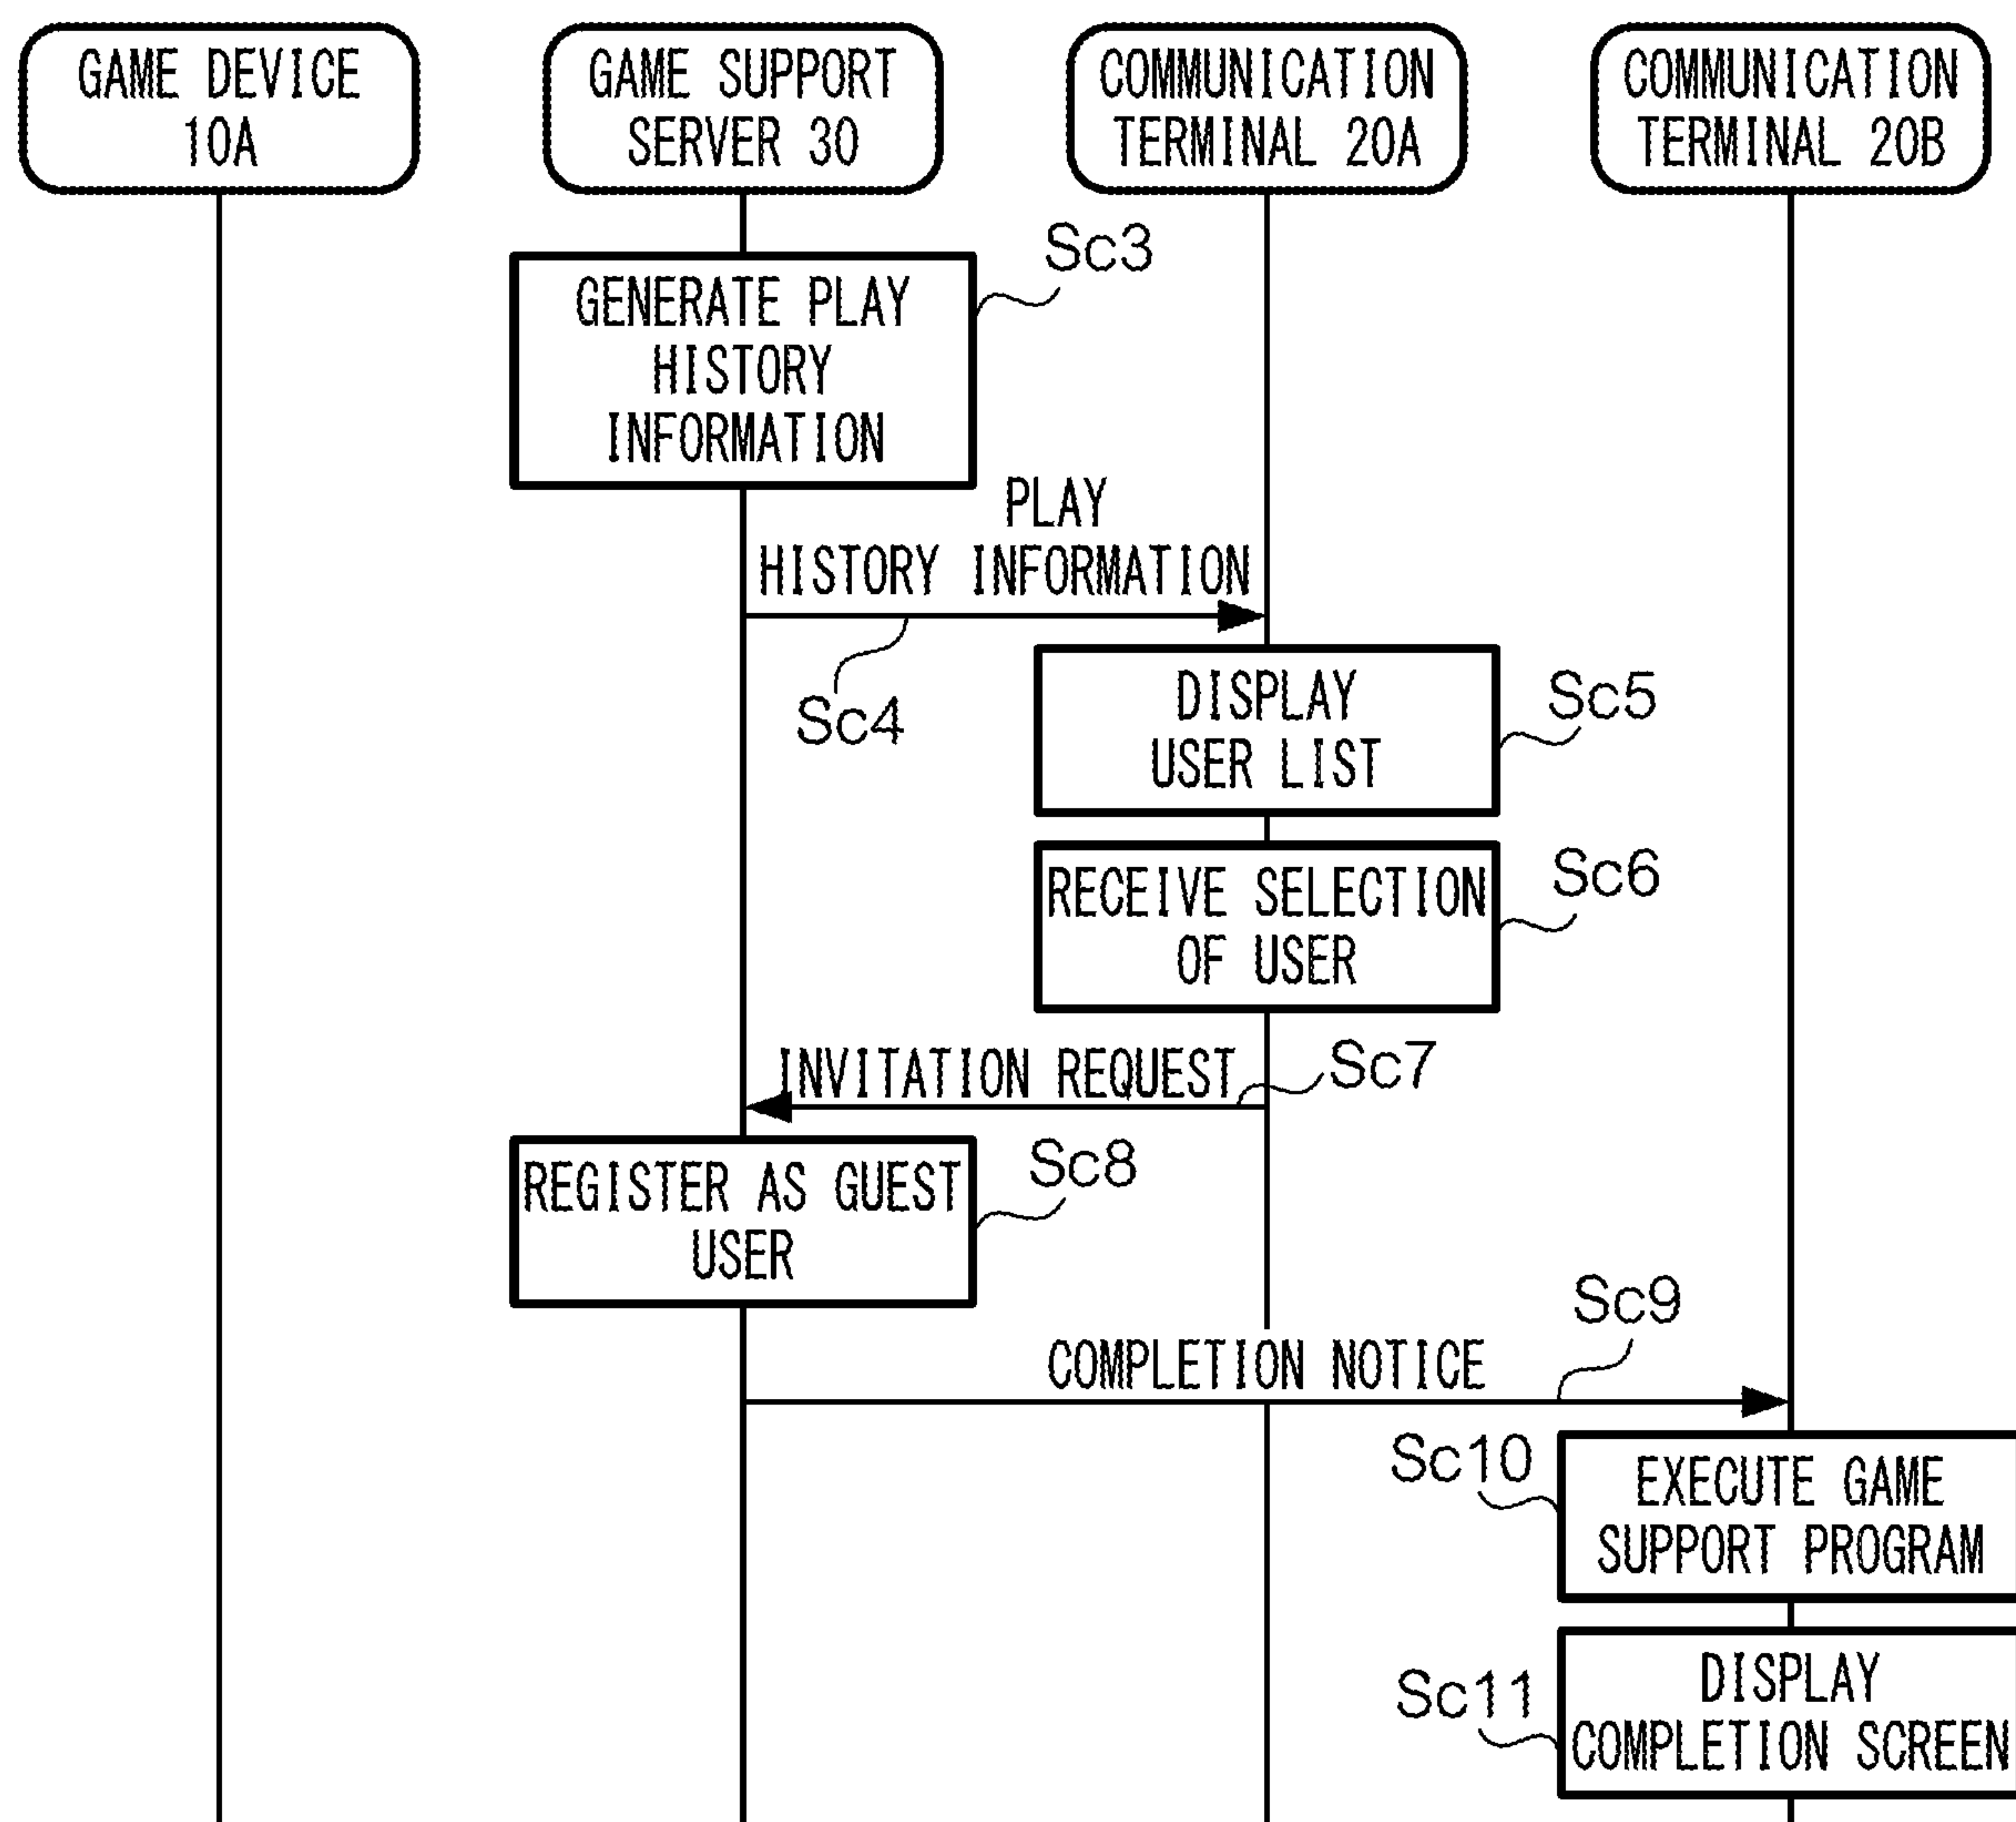 GAME DEVICE
10A
GAME SUPPORT
SERVER 30
COMMUNICATION
TERMINAL 20A
COMMUNICATION
TERMINAL 20B
Sc3
GENERATE PLAY
HISTORY
INFORMATION
PLAY
HISTORY INFORMATION
Sc4
DISPLAY
USER LIST
Sc5
RECEIVE SELECTION
OF USER
Sc6
INVITATION REQUEST
Sc7
REGISTER AS GUEST
USER
Sc8
Sc9
COMPLETION NOTICE
Sc10
EXECUTE GAME
SUPPORT PROGRAM
Sc11
DISPLAY
COMPLETION SCREEN